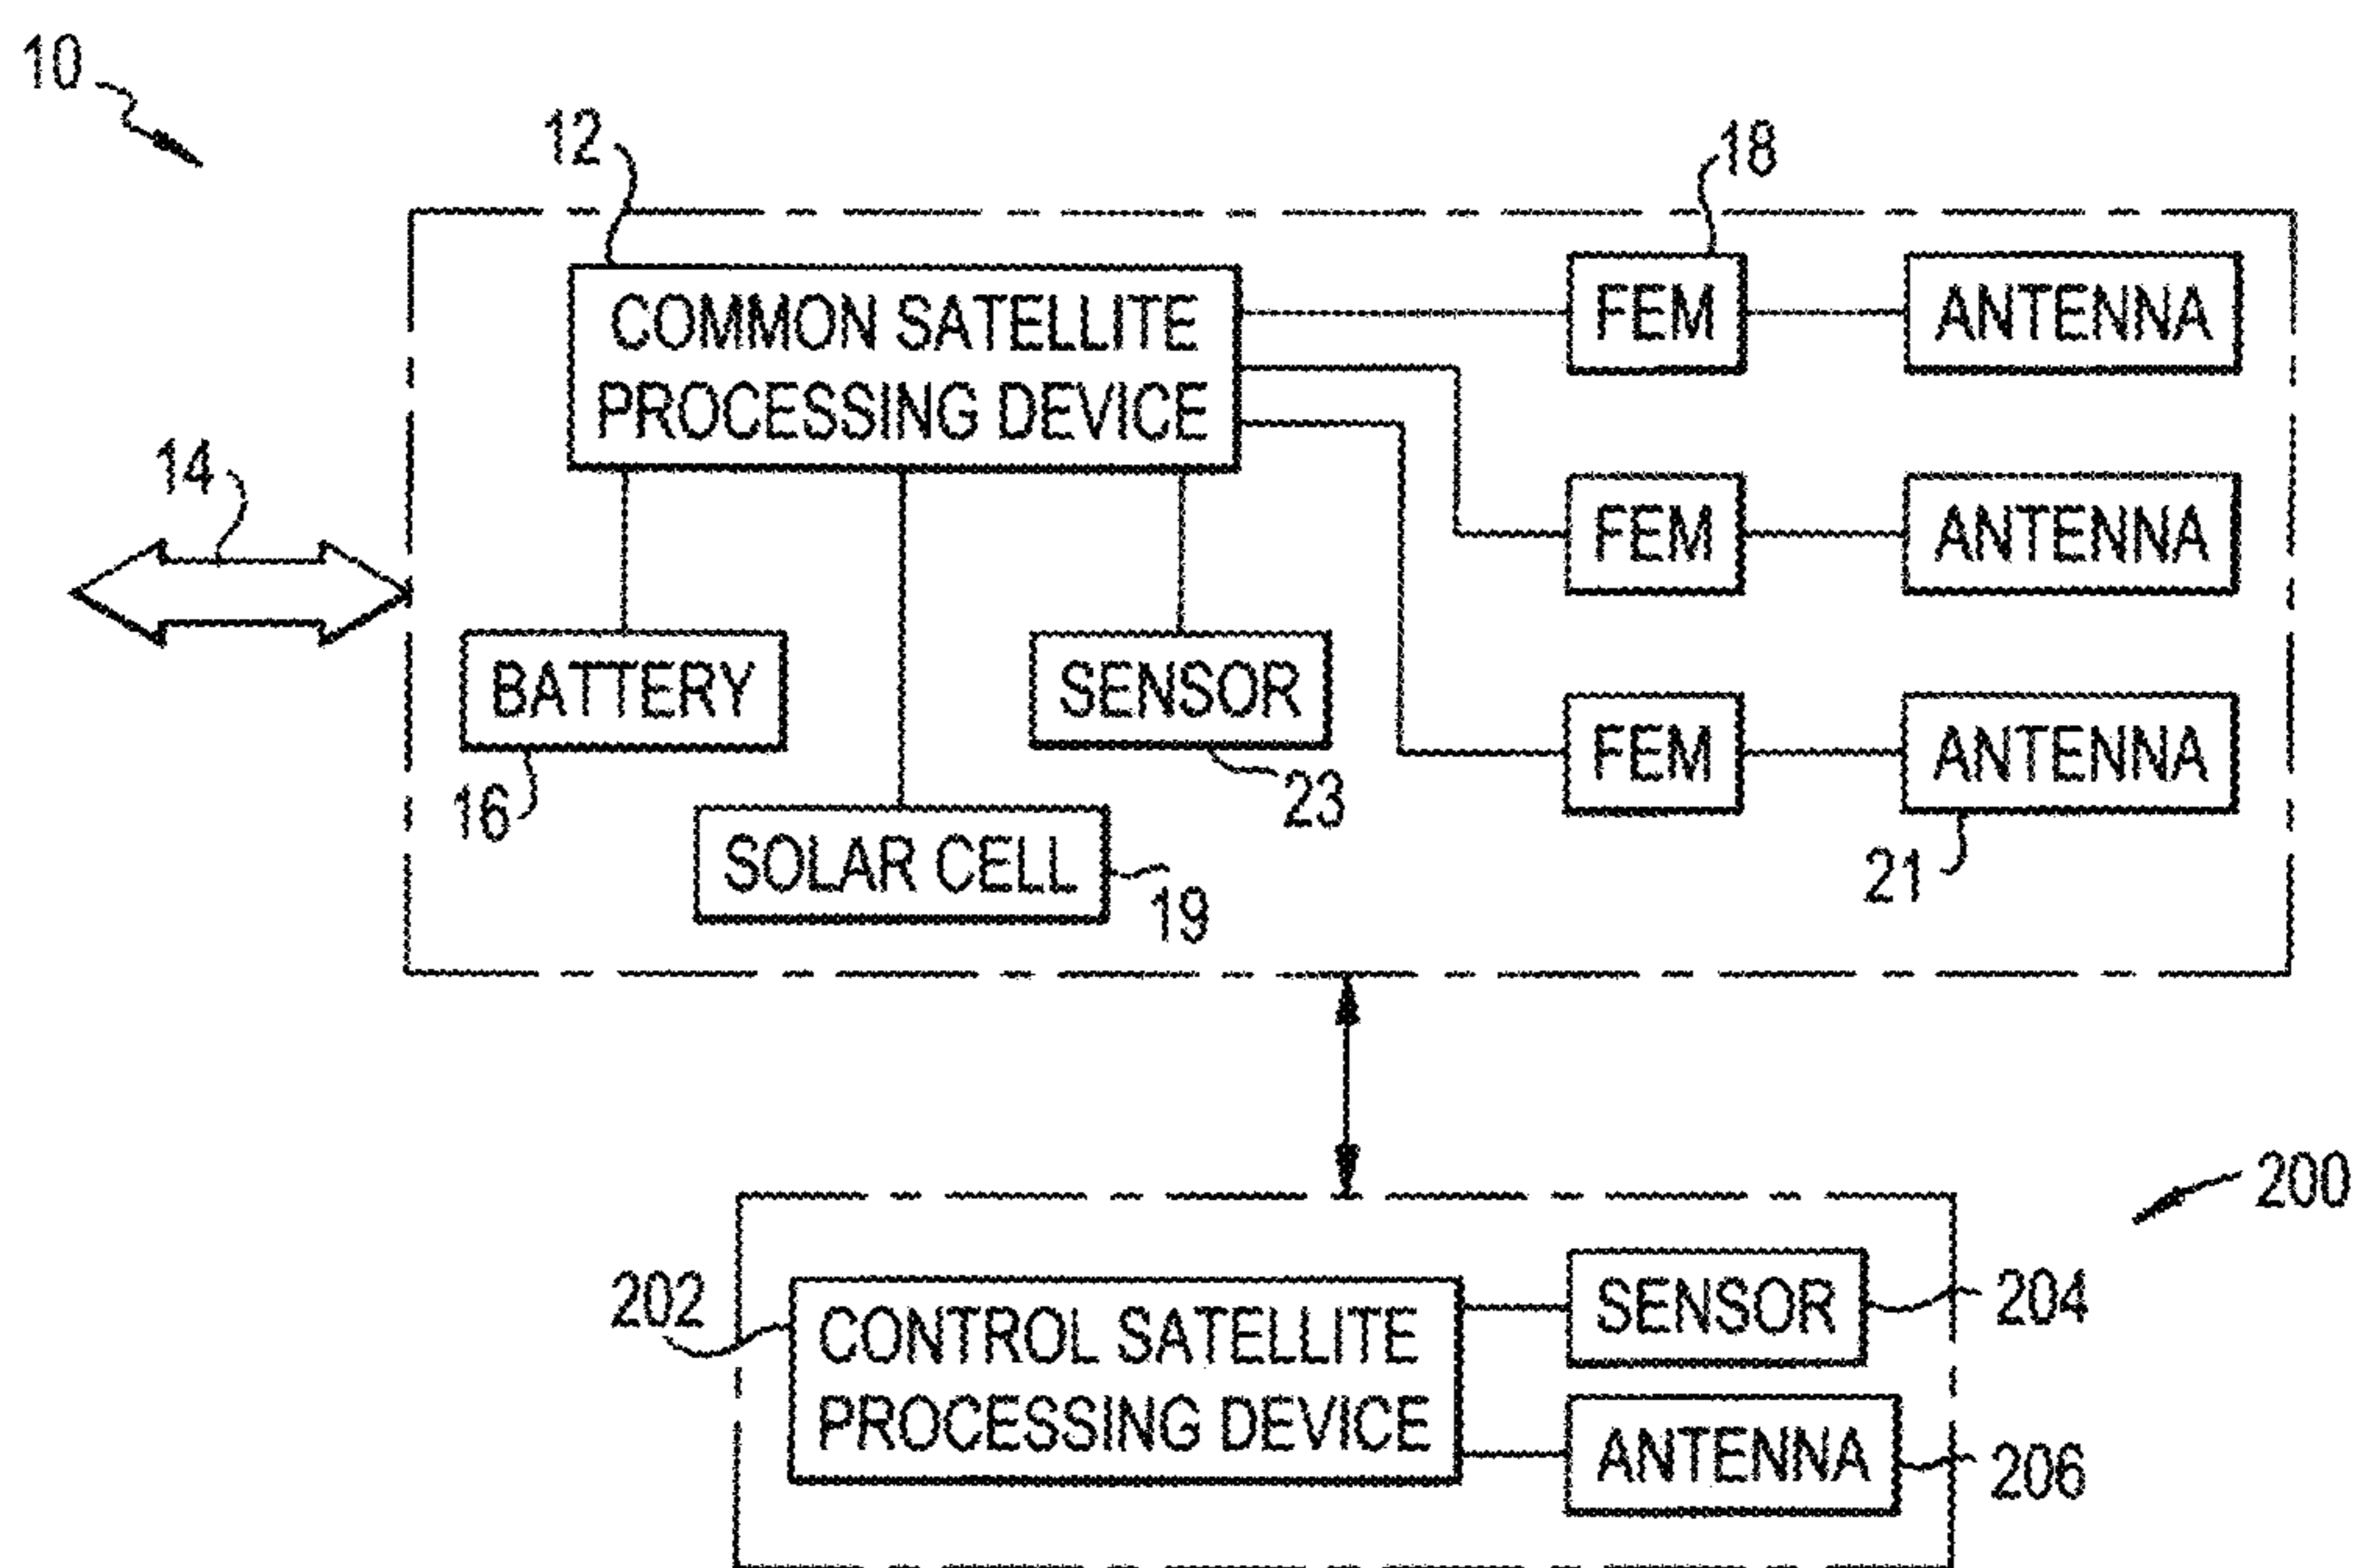 10
12
18
COMMON SATELLITE
PROCESSING DEVICE
FEM
ANTENNA
14
FEM
ANTENNA
BATTERY
SENSOR
FEM
ANTENNA
16
23
SOLAR CELL
19
21
200
202
CONTROL SATELLITE
PROCESSING DEVICE
SENSOR
204
ANTENNA
206